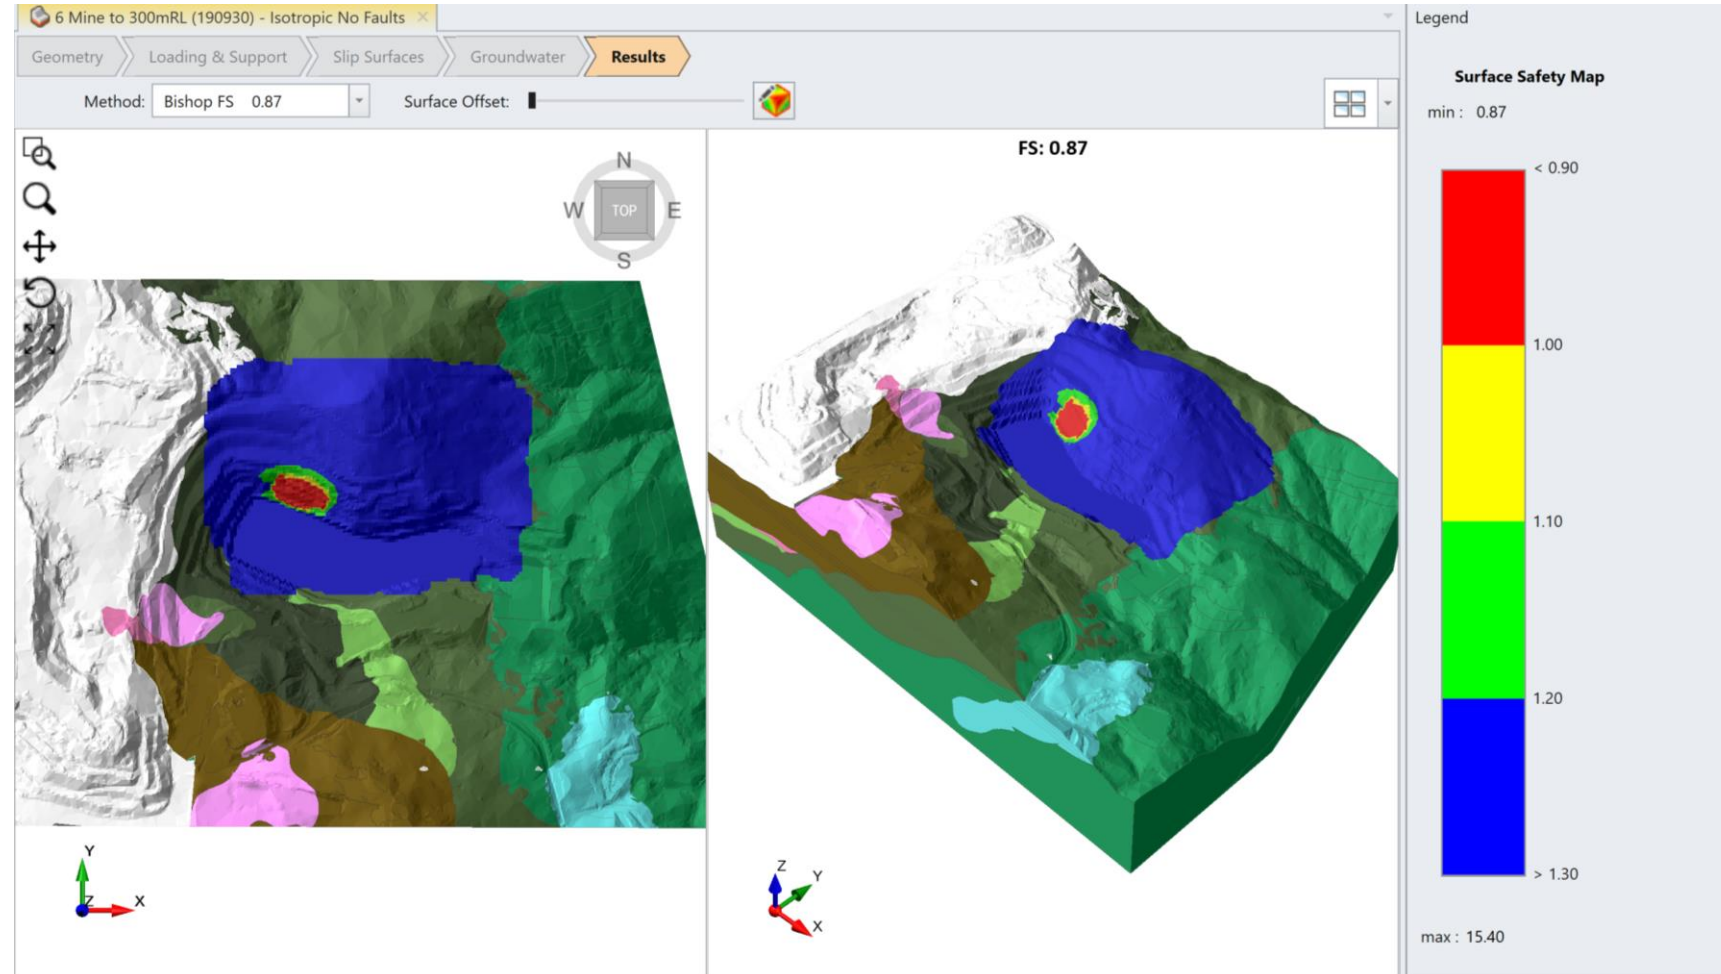 6 Mine to 300mRL (190930) - Isotropic No Faults
Geometry
Loading & Support
Slip Surfaces
Groundwater
Results
Method: Bishop FS 0.87
Surface Offset:
N
W TOP E
S
Y
Z X
FS: 0.87
Z
Y
X
Legend
Surface Safety Map
min : 0.87
< 0.90
1.00
1.10
1.20
> 1.30
max : 15.40